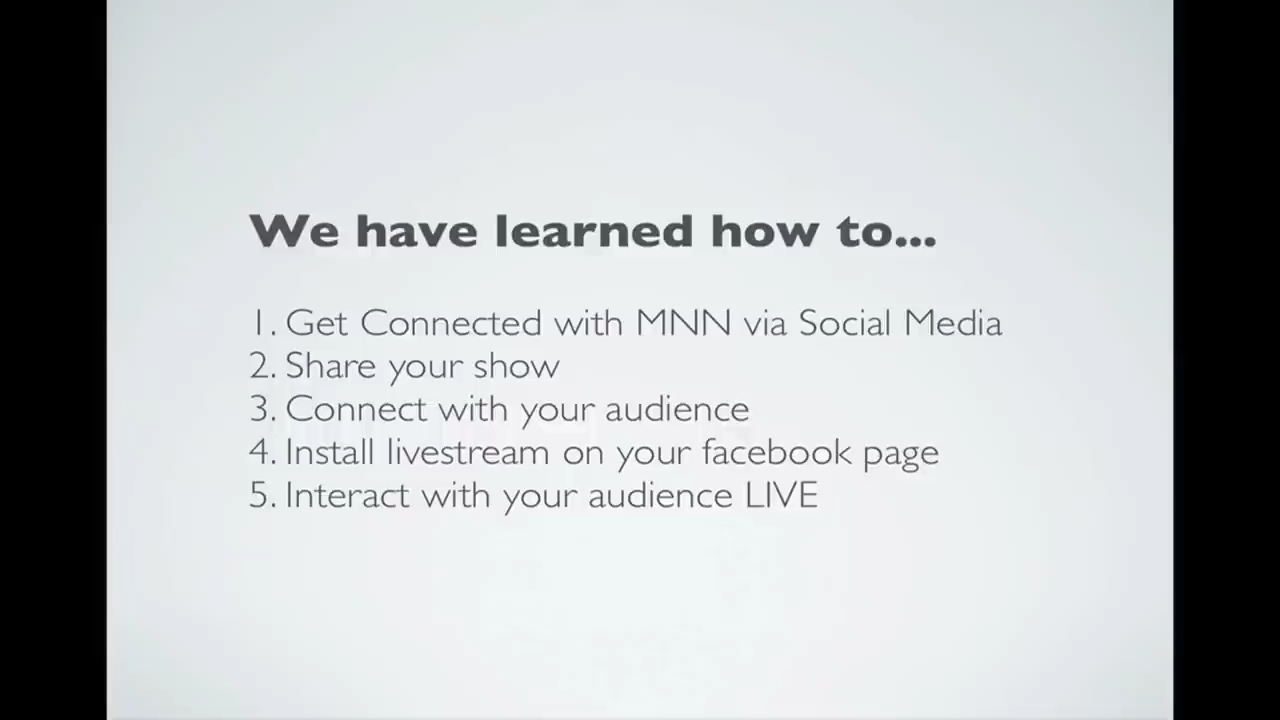 We have learned how to...
1. Get Connected with MNN via Social Media
2. Share your show
3. Connect with your audience
4. Install livestream on your facebook page
5. Interact with your audience LIVE